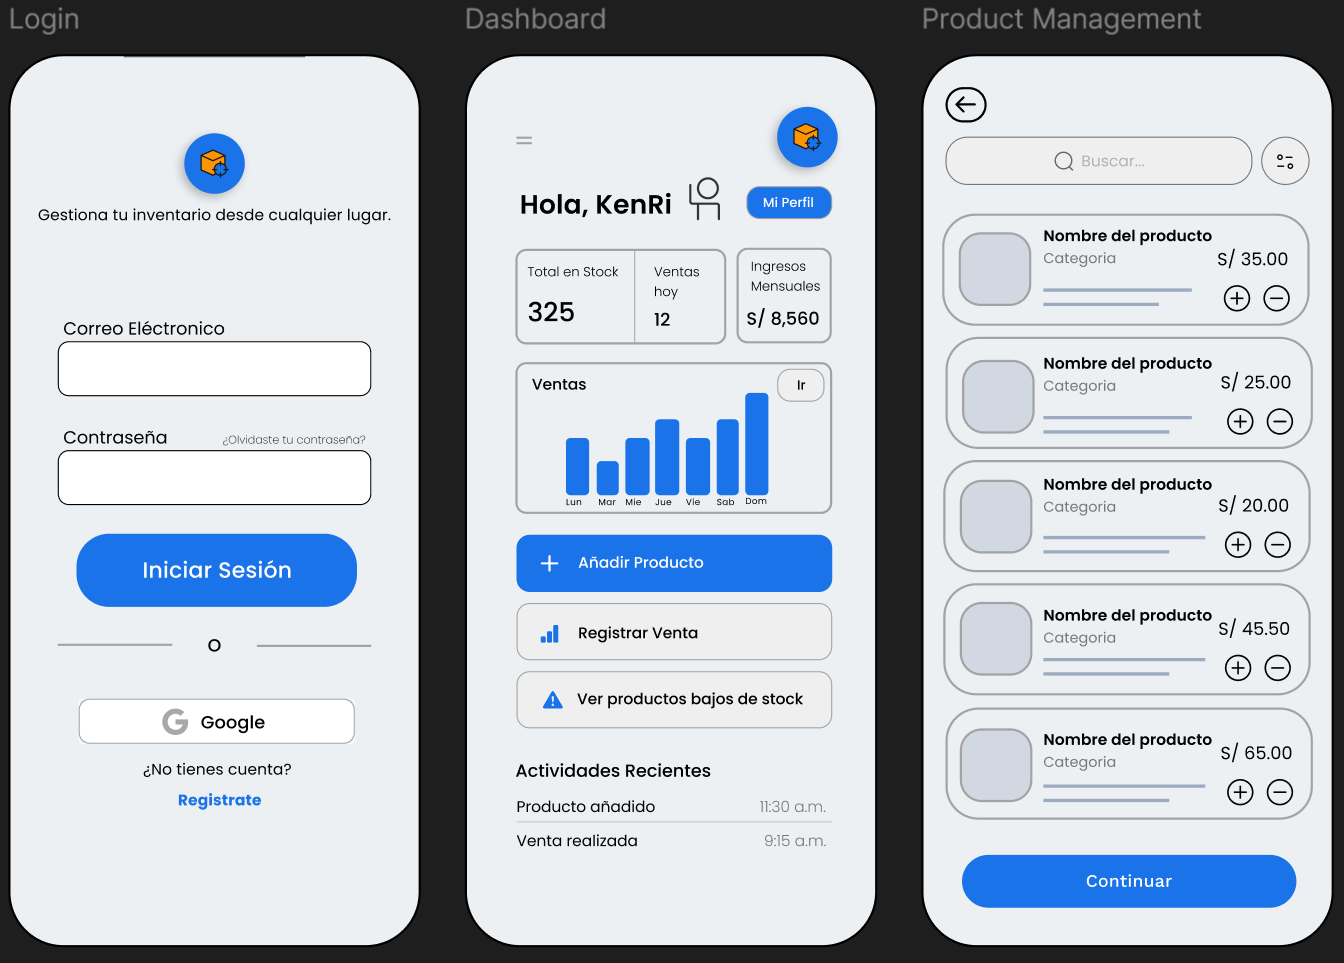 Login
Gestiona tu inventario desde cualquier lugar.
Correo Eléctronico
Contraseña
¿Olvidaste tu contraseña?
Iniciar Sesión
O
Google
¿No tienes cuenta?
Registrate
Dashboard
Hola, KenRi
Mi Perfil
Total en Stock
325
Ventas
hoy
12
Ingresos
Mensuales
S/ 8,560
Ventas
Ir
Lun Mar Mie Jue Vie Sab Dom
Añadir Producto
Registrar Venta
Ver productos bajos de stock
Actividades Recientes
Producto añadido 11:30 a.m.
Venta realizada 9:15 a.m.
Product Management
Buscar...
Nombre del producto
Categoria
S/ 35.00
Nombre del producto
Categoria
S/ 25.00
Nombre del producto
Categoria
S/ 20.00
Nombre del producto
Categoria
S/ 45.50
Nombre del producto
Categoria
S/ 65.00
Continuar